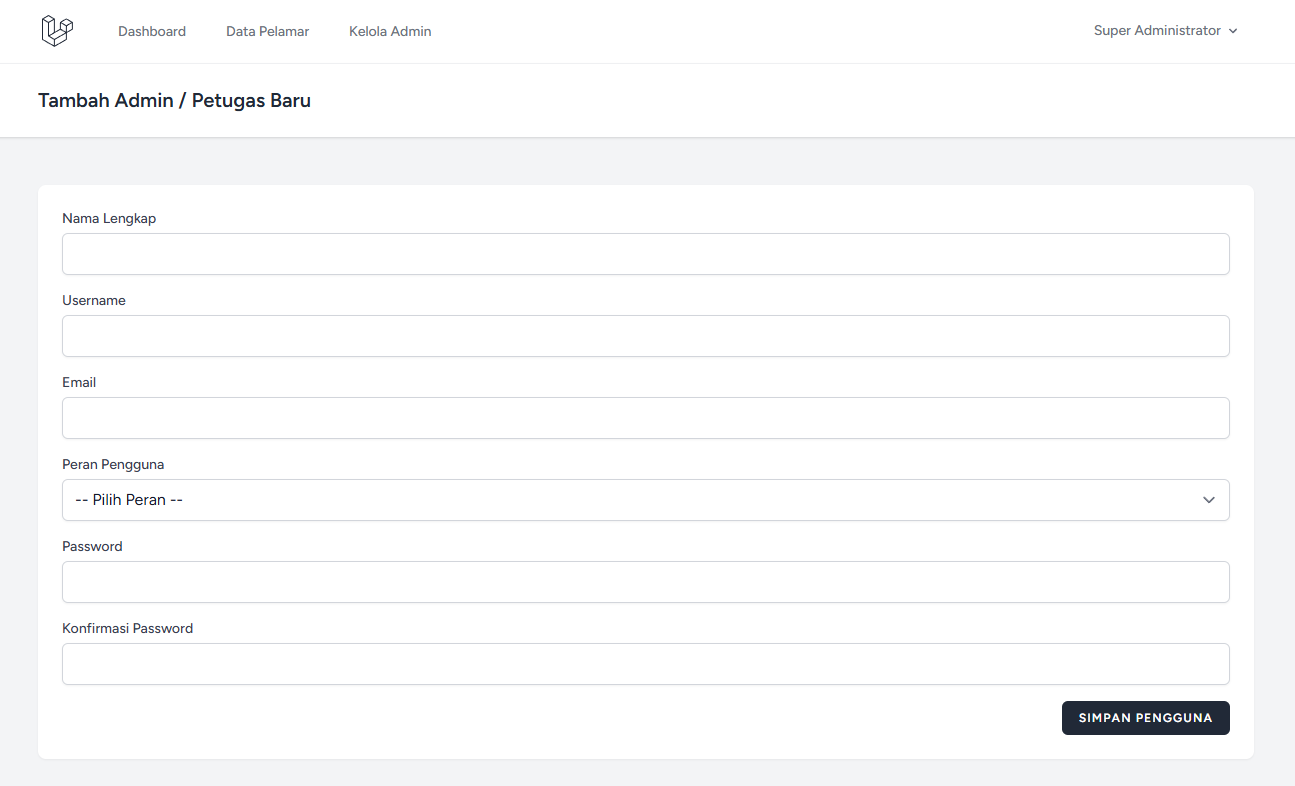 Dashboard Data Pelamar Kelola Admin Super Administrator
Tambah Admin / Petugas Baru
Nama Lengkap
Username
Email
Peran Pengguna
-- Pilih Peran --
Password
Konfirmasi Password
SIMPAN PENGGUNA